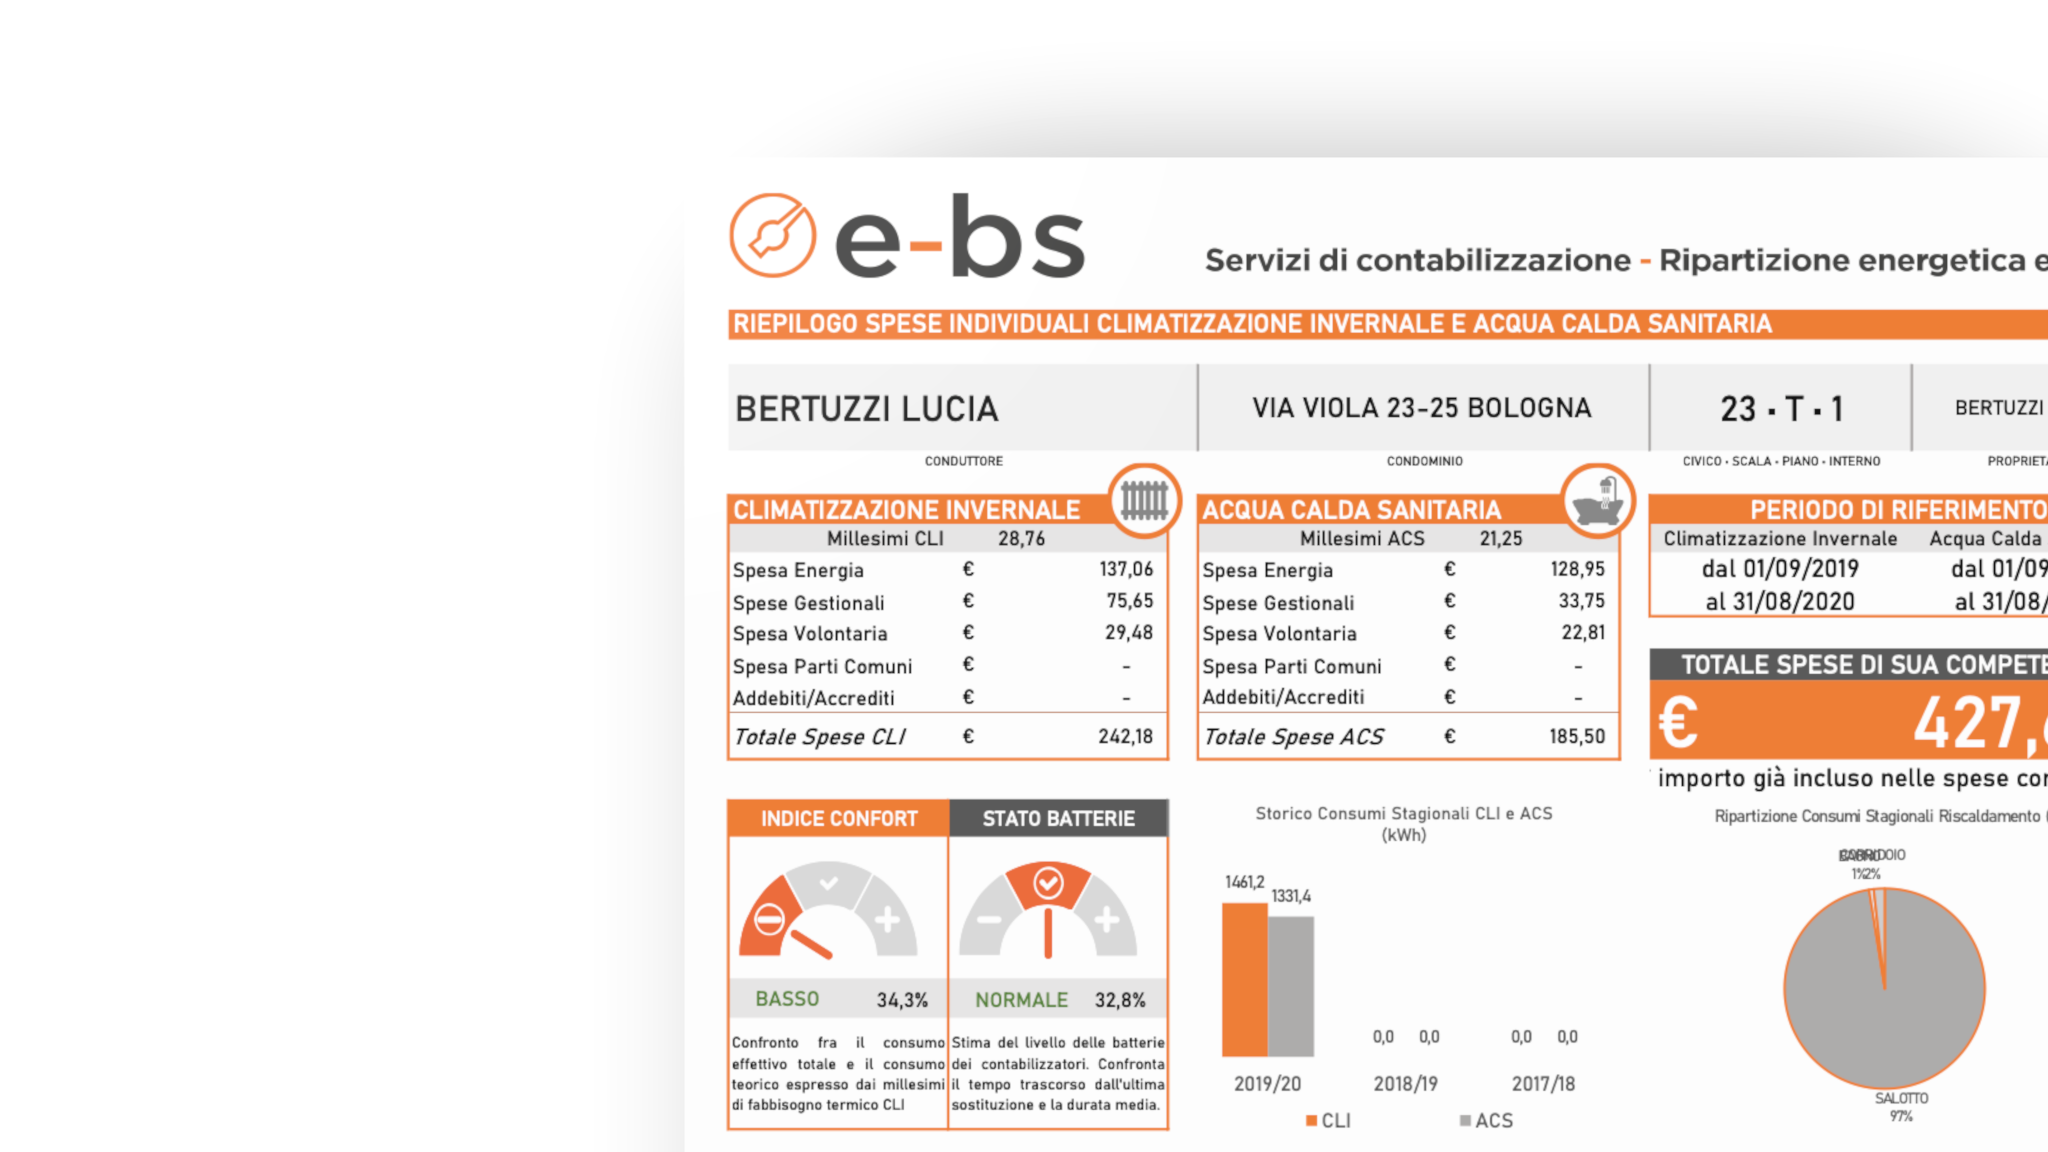 e-bs
Servizi di contabilizzazione - Ripartizione energetica e
RIEPILOGO SPESE INDIVIDUALI CLIMATIZZAZIONE INVERNALE E ACQUA CALDA SANITARIA
BERTUZZI LUCIA
VIA VIOLA 23-25 BOLOGNA
23 · T · 1
BERTUZZI
CONDUTTORE
CONDOMINIO
CIVICO · SCALA · PIANO · INTERNO
PROPRIETA
CLIMATIZZAZIONE INVERNALE
Millesimi CLI 28,76
Spesa Energia € 137,06
Spese Gestionali € 75,65
Spesa Volontaria € 29,48
Spesa Parti Comuni € -
Addebiti/Accrediti € -
Totale Spese CLI € 242,18
ACQUA CALDA SANITARIA
Millesimi ACS 21,25
Spesa Energia € 128,95
Spese Gestionali € 33,75
Spesa Volontaria € 22,81
Spesa Parti Comuni € -
Addebiti/Accrediti € -
Totale Spese ACS € 185,50
PERIODO DI RIFERIMENTO
Climatizzazione Invernale Acqua Calda
dal 01/09/2019 dal 01/09
al 31/08/2020 al 31/08/
TOTALE SPESE DI SUA COMPETE
€ 427,
importo già incluso nelle spese con
INDICE CONFORT
BASSO 34,3%
Confronto fra il consumo
effettivo totale e il consumo
teorico espresso dai millesimi
di fabbisogno termico CLI
STATO BATTERIE
NORMALE 32,8%
Stima del livello delle batterie
dei contabilizzatori. Confronta
il tempo trascorso dall'ultima
sostituzione e la durata media.
Storico Consumi Stagionali CLI e ACS
(kWh)
1461,2
1331,4
0,0 0,0 0,0 0,0
2019/20 2018/19 2017/18
CLI ACS
Ripartizione Consumi Stagionali Riscaldamento (
CORRIDOIO
1% 2%
SALOTTO
97%